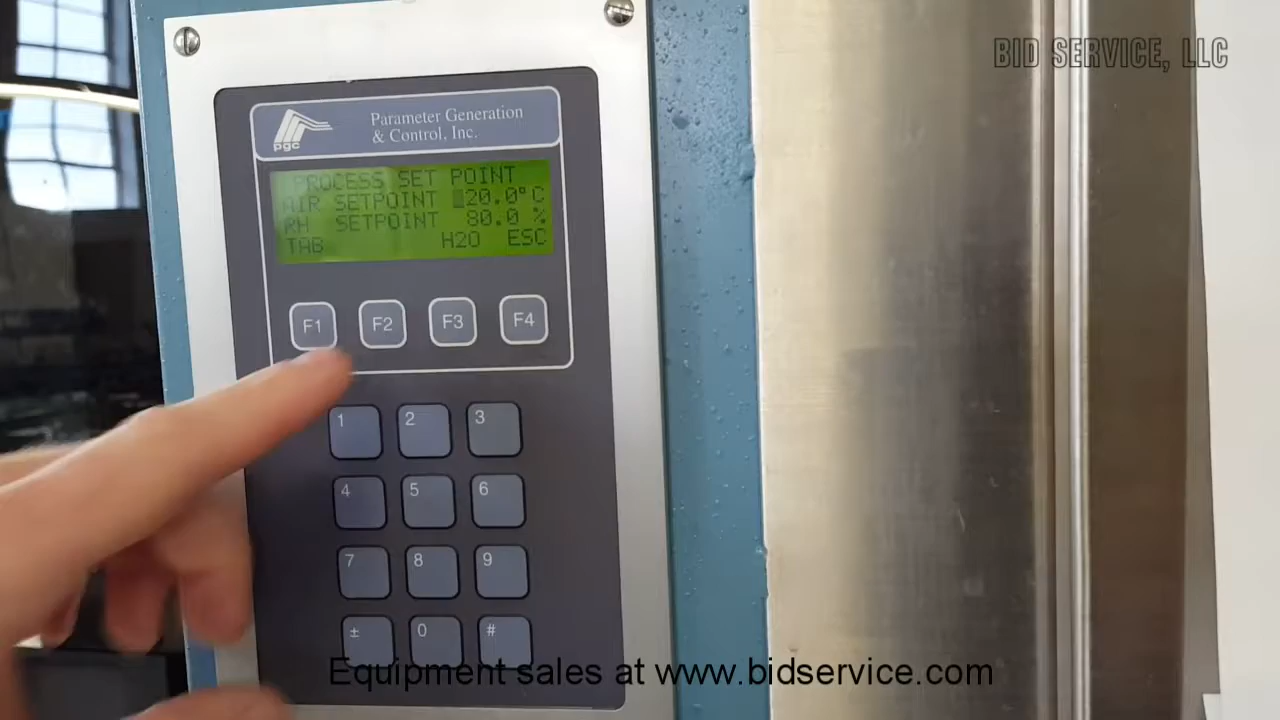 BID SERVICE, LLC
Parameter Generation
& Control, Inc.
pgc
PROCESS SET POINT
AIR SETPOINT 20.0°C
RH SETPOINT 80.0 %
TAB H2O ESC
F1 F2 F3 F4
1 2 3
4 5 6
7 8 9
± 0 #
Equipment sales at www.bidservice.com